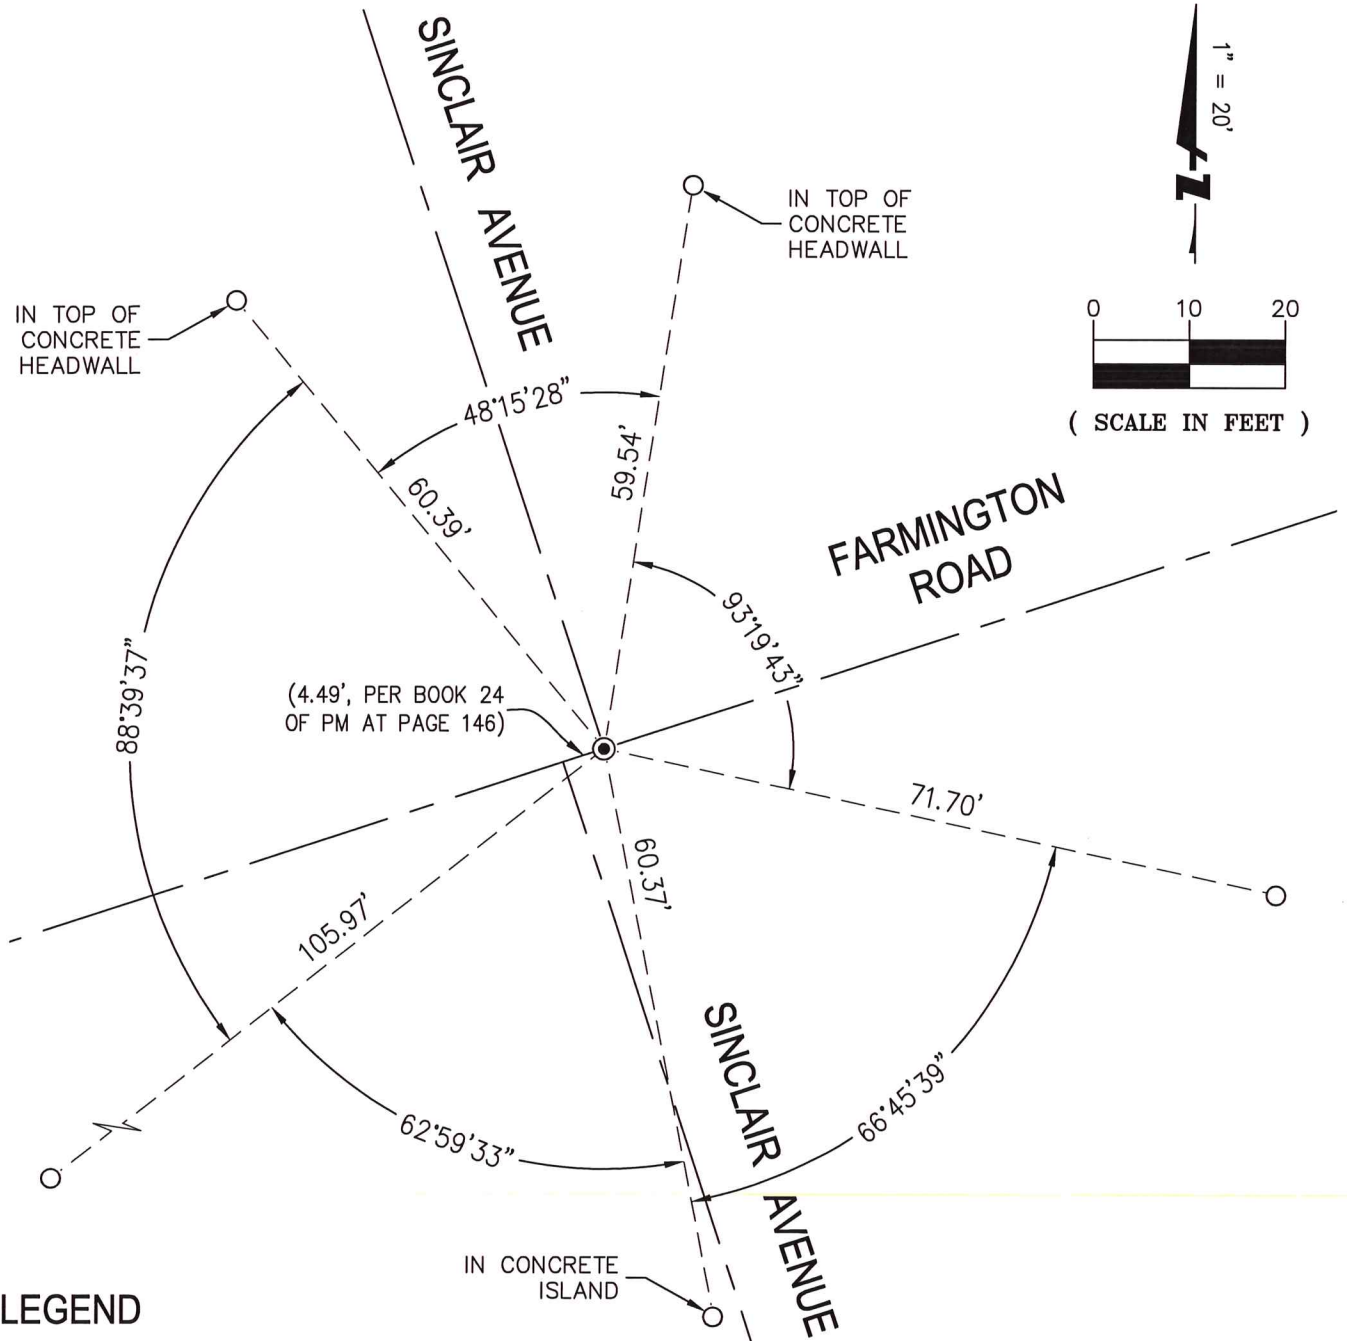 SINCLAIR AVENUE
1" = 20'
N
IN TOP OF
CONCRETE
HEADWALL
IN TOP OF
CONCRETE
HEADWALL
0 10 20
( SCALE IN FEET )
48°15'28"
60.39'
59.54'
FARMINGTON
ROAD
93°19'43"
88°39'37"
(4.49', PER BOOK 24
OF PM AT PAGE 146)
71.70'
60.37'
105.97'
SINCLAIR AVENUE
66°45'39"
62°59'33"
IN CONCRETE
ISLAND
LEGEND